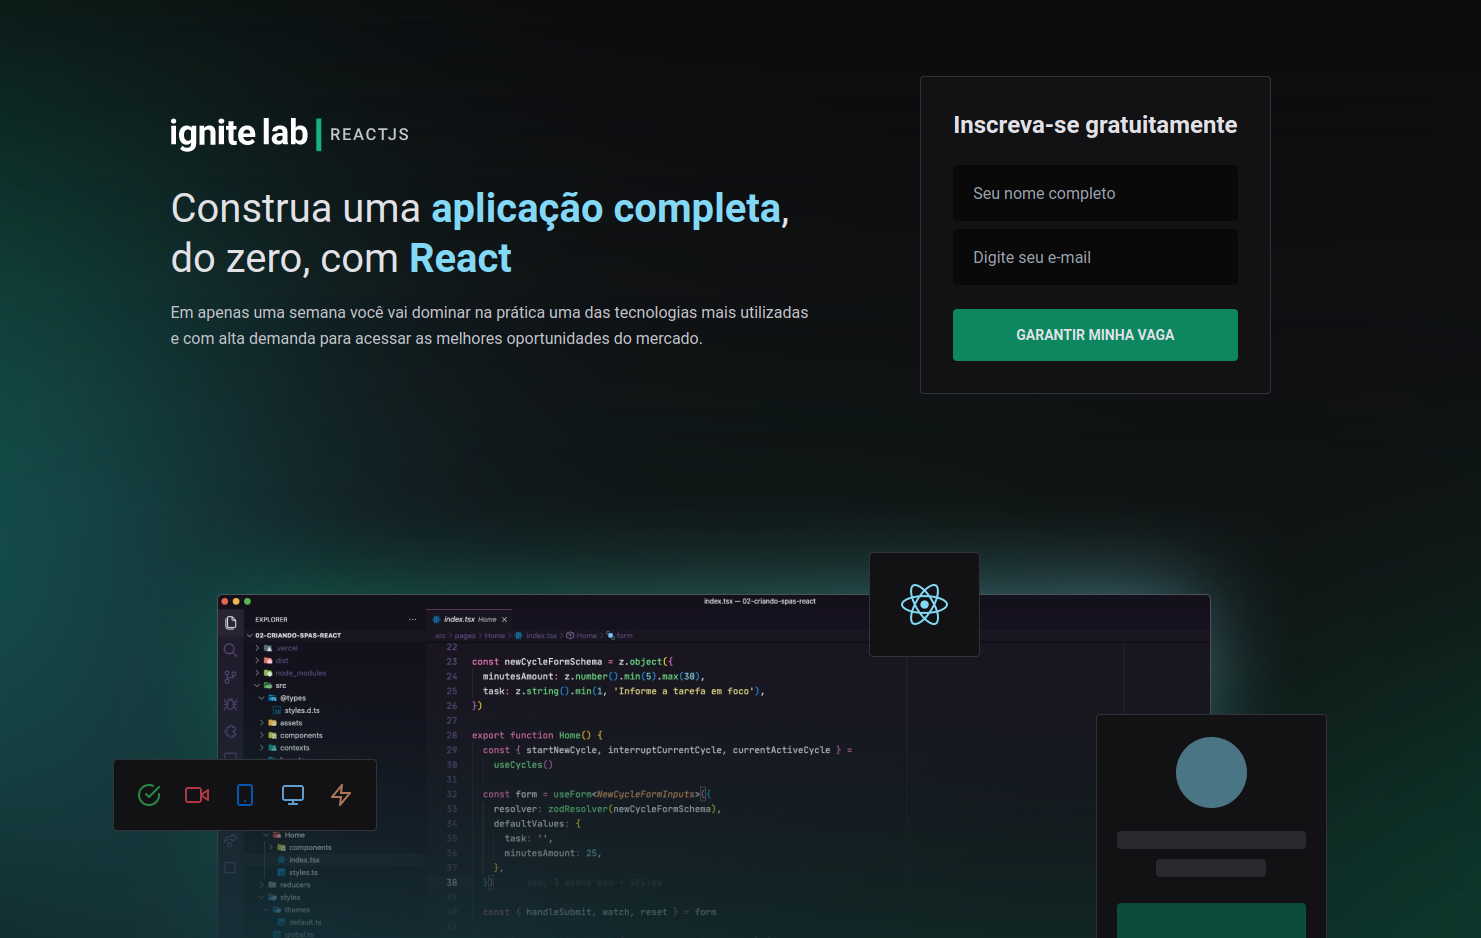 ignite lab | REACTJS
Construa uma aplicação completa,
do zero, com React
Em apenas uma semana você vai dominar na prática uma das tecnologias mais utilizadas
e com alta demanda para acessar as melhores oportunidades do mercado.
Inscreva-se gratuitamente
Seu nome completo
Digite seu e-mail
GARANTIR MINHA VAGA
index.tsx — 02-criando-spas-react
EXPLORER ···
02-CRIANDO-SPAS-REACT
.vercel
dist
node_modules
src
@types
styles.d.ts
assets
components
contexts
Home
components
index.tsx
styles.ts
reducers
styles
themes
default.ts
global.ts
index.tsx Home ×
src > pages > Home > index.tsx > Home > form
22
23 const newCycleFormSchema = z.object({
24 minutesAmount: z.number().min(5).max(30),
25 task: z.string().min(1, 'Informe a tarefa em foco'),
26 })
27
28 export function Home() {
29 const { startNewCycle, interruptCurrentCycle, currentActiveCycle } =
30 useCycles()
31
32 const form = useForm<NewCycleFormInputs>({
33 resolver: zodResolver(newCycleFormSchema),
34 defaultValues: {
35 task: '',
36 minutesAmount: 25,
37 },
38 }) You, 3 weeks ago • Styles
39
40 const { handleSubmit, watch, reset } = form
41